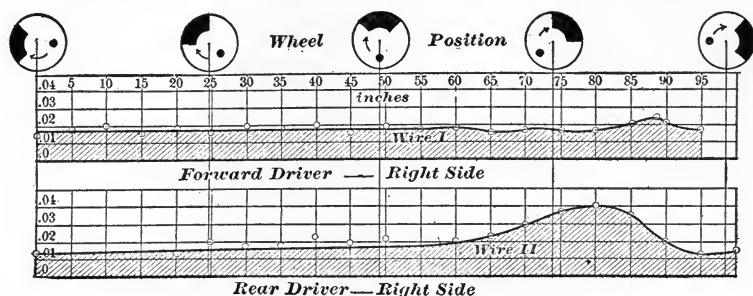 Wheel Position
.04 5 10 15 20 25 30 35 40 45 50 55 60 65 70 75 80 85 90 95
.03 inches
.02
.01 Wire I
.0
Forward Driver — Right Side
.04
.03
.02
.01 Wire II
0
Rear Driver — Right Side